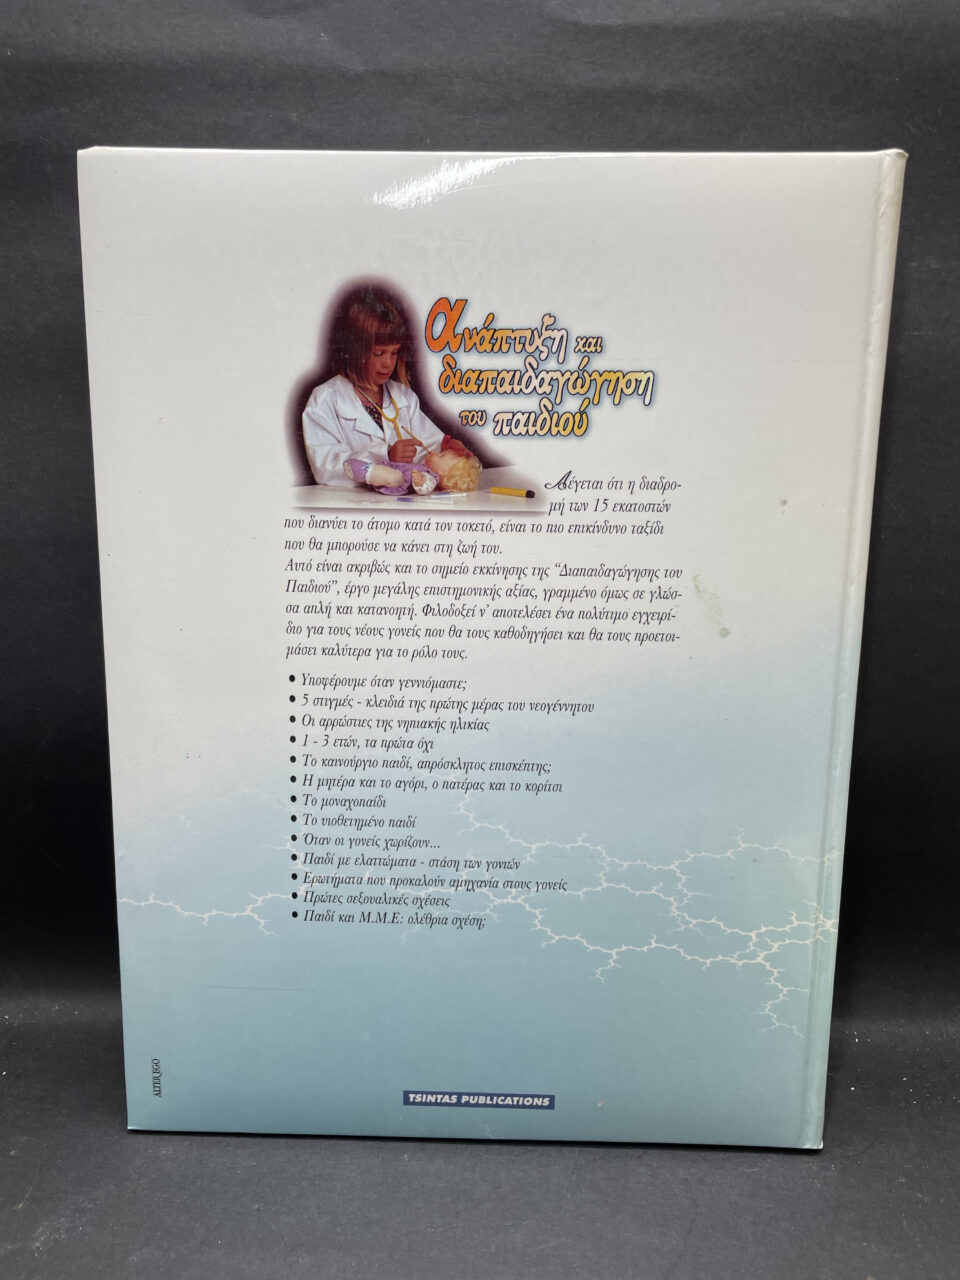 Ανάπτυξη και
διαπαιδαγώγηση
του παιδιού
Λέγεται ότι η διαδρο-
μή των 15 εκατοστών
που διανύει το άτομο κατά τον τοκετό, είναι το πιο επικίνδυνο ταξίδι
που θα μπορούσε να κάνει στη ζωή του.
Αυτό είναι ακριβώς και το σημείο εκκίνησης της “Διαπαιδαγώγησης του
Παιδιού”, έργο μεγάλης επιστημονικής αξίας, γραμμένο όμως σε γλώσ-
σα απλή και κατανοητή. Φιλοδοξεί ν’ αποτελέσει ένα πολύτιμο εγχειρί-
διο για τους νέους γονείς που θα τους καθοδηγήσει και θα τους προετοι-
μάσει καλύτερα για το ρόλο τους.
• Υποφέρουμε όταν γεννιόμαστε;
• 5 στιγμές - κλειδιά της πρώτης μέρας του νεογέννητου
• Οι αρρώστιες της νηπιακής ηλικίας
• 1 - 3 ετών, τα πρώτα όχι
• Το καινούργιο παιδί, απρόσκλητος επισκέπτης;
• Η μητέρα και το αγόρι, ο πατέρας και το κορίτσι
• Το μοναχοπαίδι
• Το υιοθετημένο παιδί
• Όταν οι γονείς χωρίζουν...
• Παιδί με ελαττώματα - στάση των γονιών
• Ερωτήματα που προκαλούν αμηχανία στους γονείς
• Πρώτες σεξουαλικές σχέσεις
• Παιδί και Μ.Μ.Ε: ολέθρια σχέση;
ALTER EGO
TSINTAS PUBLICATIONS